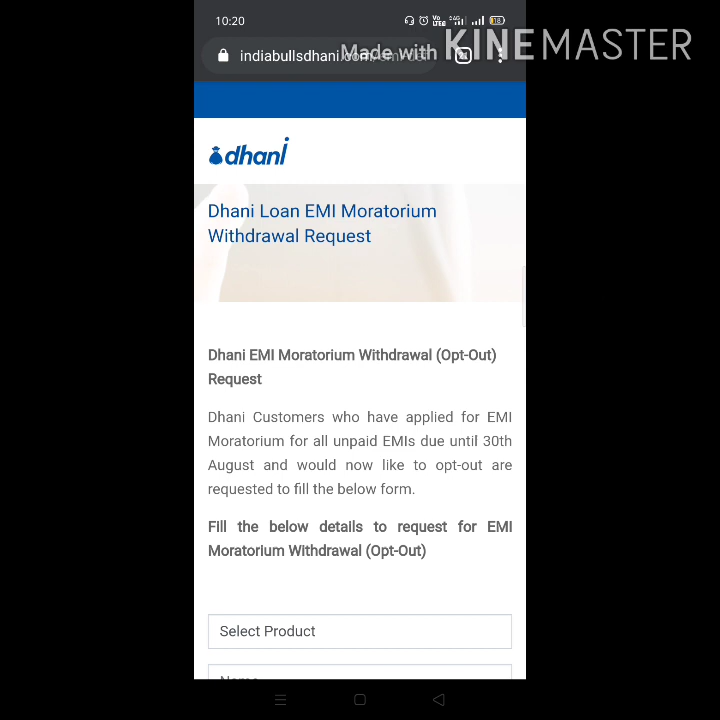 10:20
indiabullsdhani.com/emi-def
Made with KINEMASTER
dhani
Dhani Loan EMI Moratorium
Withdrawal Request
Dhani EMI Moratorium Withdrawal (Opt-Out)
Request
Dhani Customers who have applied for EMI
Moratorium for all unpaid EMIs due until 30th
August and would now like to opt-out are
requested to fill the below form.
Fill the below details to request for EMI
Moratorium Withdrawal (Opt-Out)
Select Product
Name